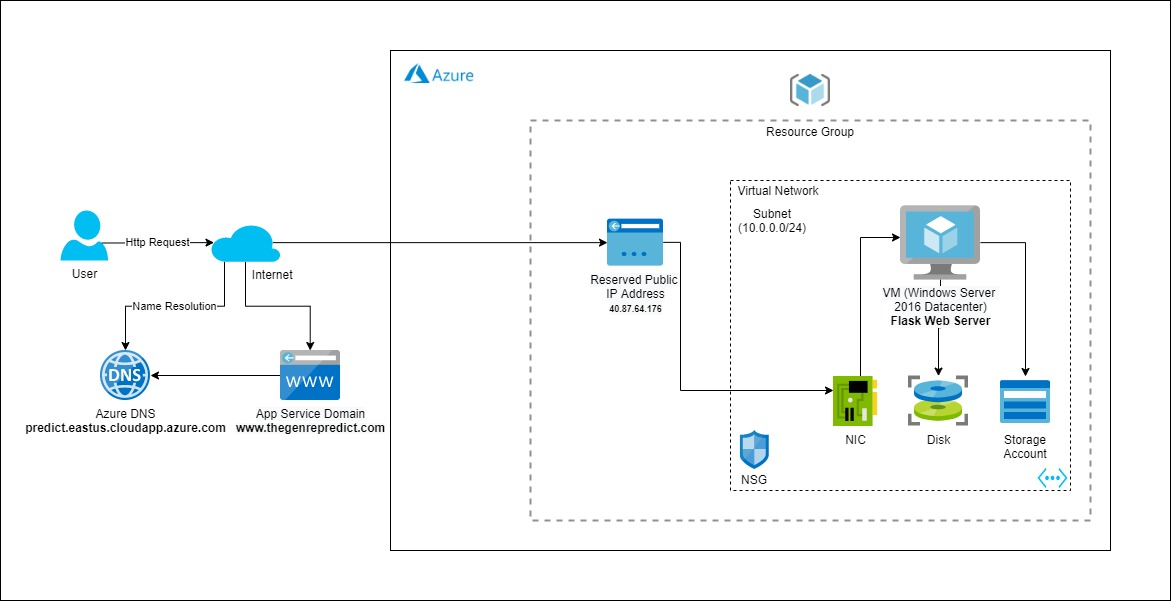 Azure
Resource Group
Virtual Network
Subnet
(10.0.0.0/24)
Http Request
User
Internet
Name Resolution
Reserved Public
IP Address
40.87.64.176
VM (Windows Server
2016 Datacenter)
Flask Web Server
DNS
WWW
Azure DNS
predict.eastus.cloudapp.azure.com
App Service Domain
www.thegenrepredict.com
NIC
Disk
Storage
Account
NSG